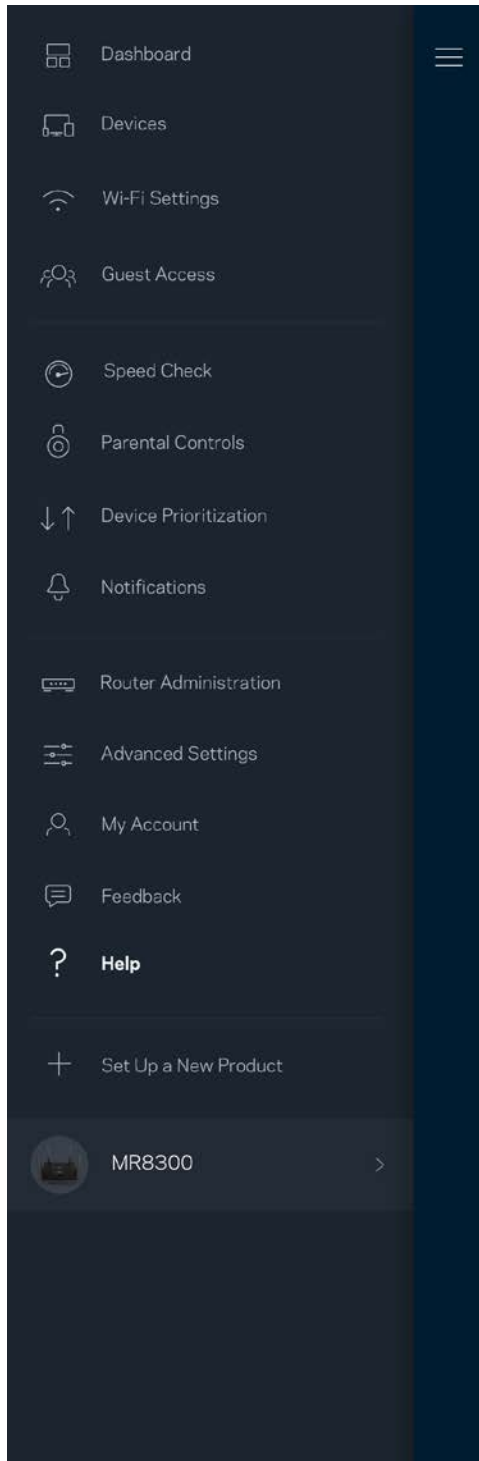 Dashboard
Devices
Wi-Fi Settings
Guest Access
Speed Check
Parental Controls
Device Prioritization
Notifications
Router Administration
Advanced Settings
My Account
Feedback
Help
Set Up a New Product
MR8300